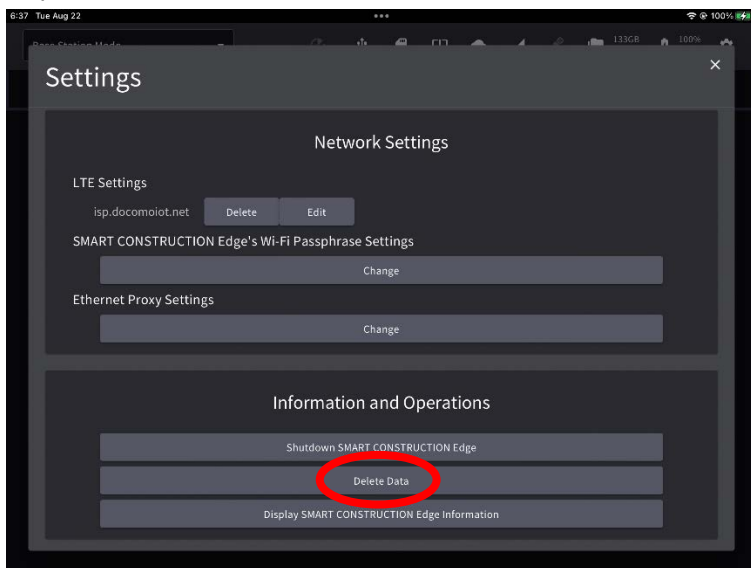 6:37 Tue Aug 22
100%
Base Station Mode
133GB
100%
Settings
Network Settings
LTE Settings
isp.docomoiot.net
Delete
Edit
SMART CONSTRUCTION Edge's Wi-Fi Passphrase Settings
Change
Ethernet Proxy Settings
Change
Information and Operations
Shutdown SMART CONSTRUCTION Edge
Delete Data
Display SMART CONSTRUCTION Edge Information